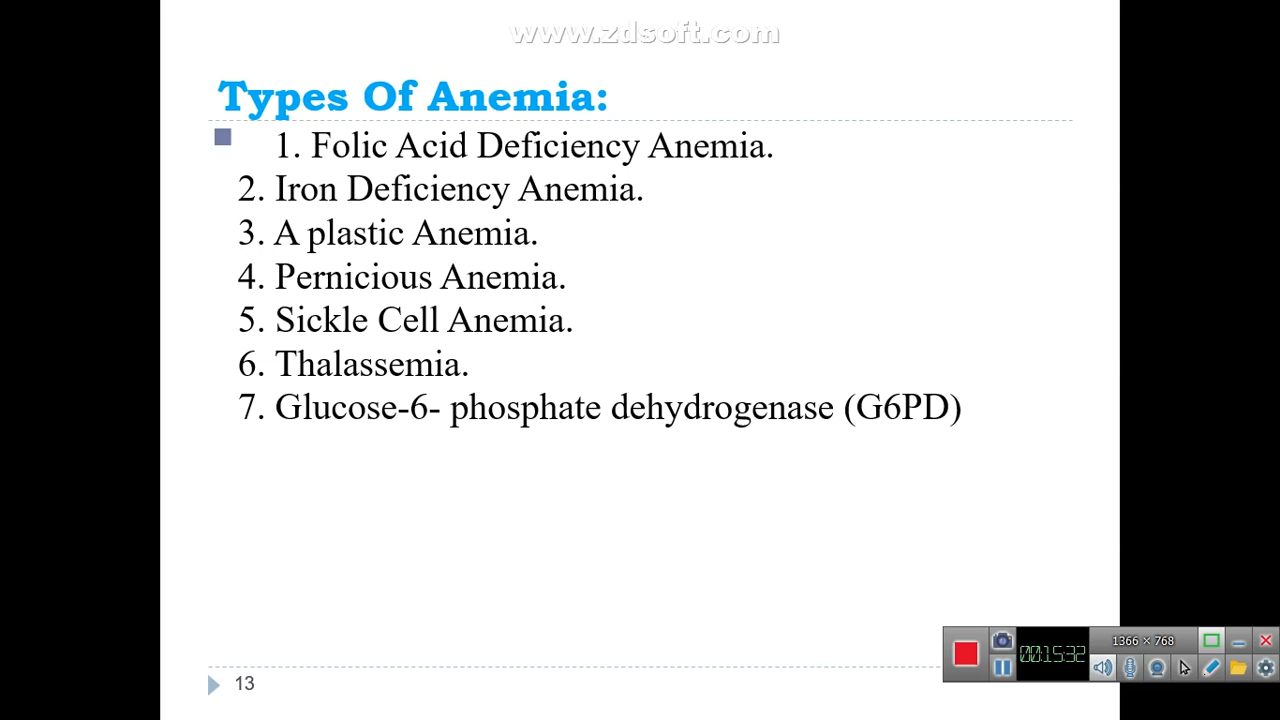 www.zdsoft.com
Types Of Anemia:
1. Folic Acid Deficiency Anemia.
2. Iron Deficiency Anemia.
3. A plastic Anemia.
4. Pernicious Anemia.
5. Sickle Cell Anemia.
6. Thalassemia.
7. Glucose-6- phosphate dehydrogenase (G6PD)
1366 × 768
00:15:32
13